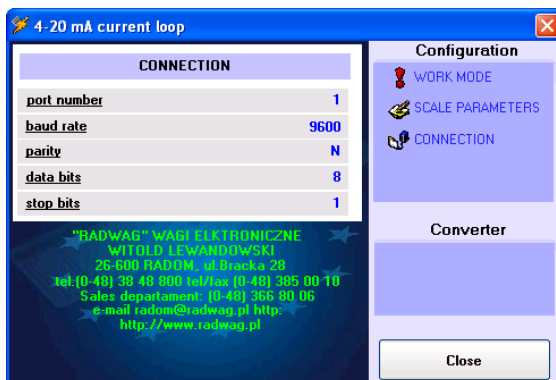 4-20 mA current loop
CONNECTION
port number 1
baud rate 9600
parity N
data bits 8
stop bits 1
"RADWAG" WAGI ELKTRONICZNE
WITOLD LEWANDOWSKI
26-600 RADOM, ul.Bracka 28
tel.(0-48) 38 48 800 tel/fax (0-48) 385 00 10
Sales departament: (0-48) 366 80 06
e-mail radom@radwag.pl http:
http://www.radwag.pl
Configuration
WORK MODE
SCALE PARAMETERS
CONNECTION
Converter
Close